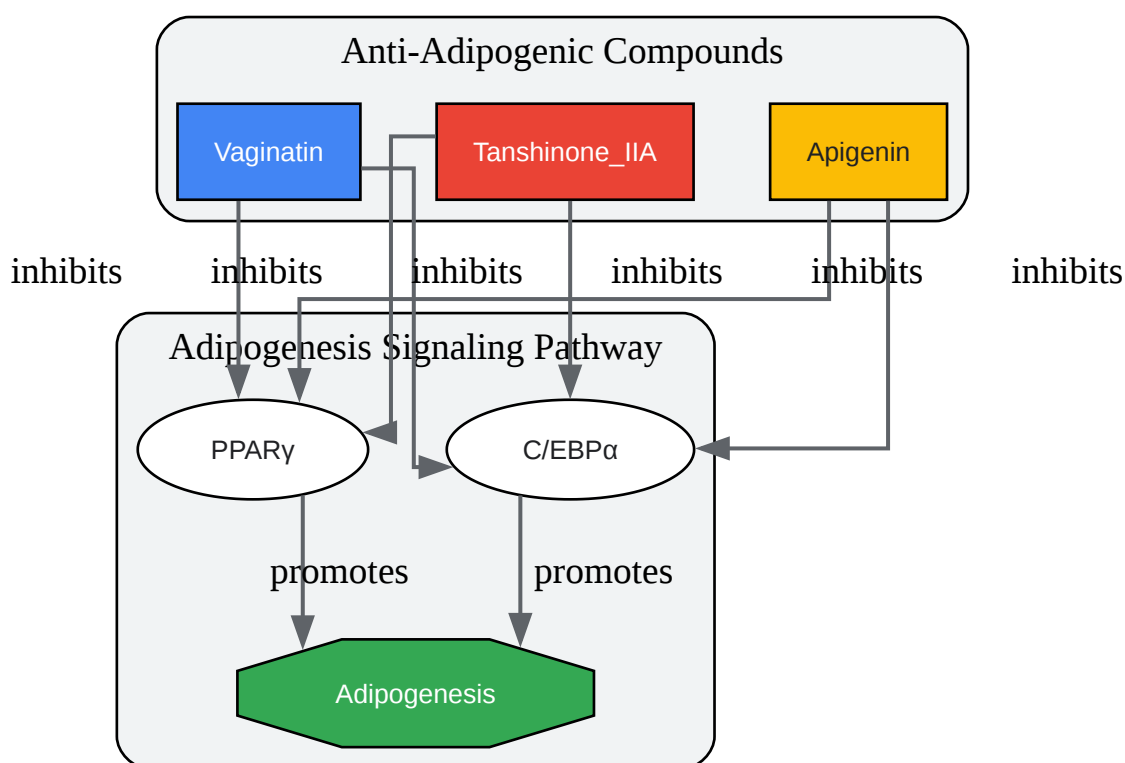 Anti-Adipogenic Compounds
Vaginatin
Tanshinone_IIA
Apigenin
inhibits
inhibits
inhibits
inhibits
inhibits
inhibits
Adipogenesis Signaling Pathway
PPARγ
C/EBPα
promotes
promotes
Adipogenesis